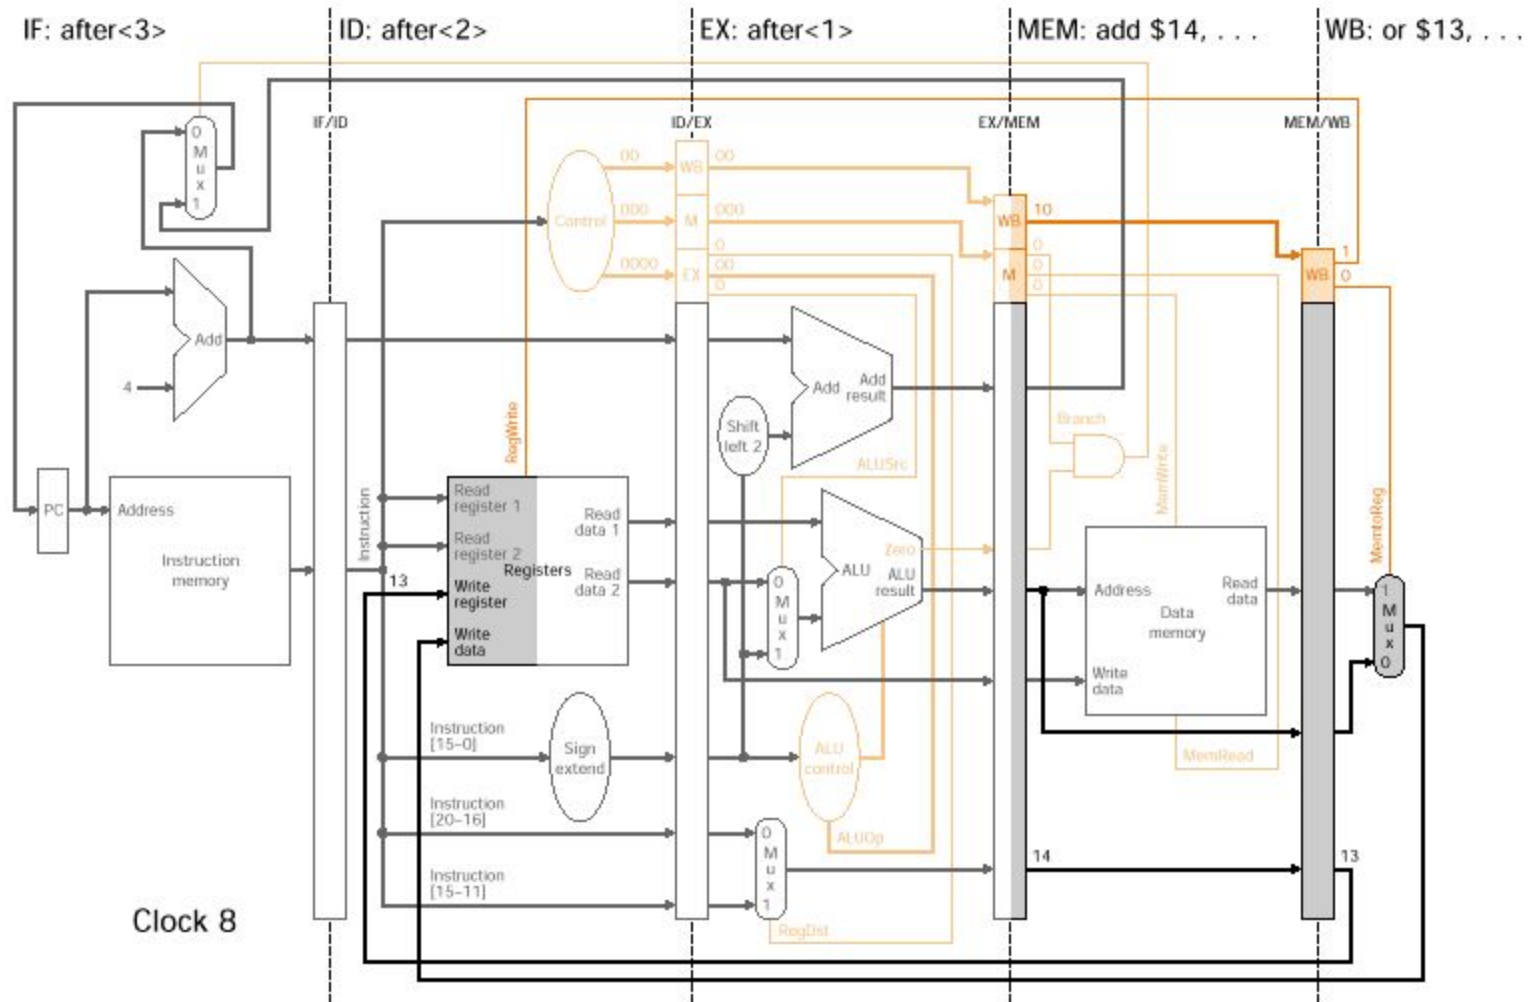 IF: after<3>
ID: after<2>
EX: after<1>
MEM: add $14, . . .
WB: or $13, . . .
IF/ID
ID/EX
EX/MEM
MEM/WB
0
M
u
x
1
Control
00
000
0000
WB
M
EX
00
000
0
00
0
WB
M
10
0
0
0
WB
1
0
Add
4
PC
Address
Instruction
memory
Instruction
RegWrite
Read
register 1
Read
register 2
13
Write
register
Write
data
Registers
Read
data 1
Read
data 2
Shift
left 2
Add
Add
result
ALUSrc
Zero
ALU
ALU
result
0
M
u
x
1
Branch
MemWrite
Address
Read
data
Data
memory
Write
data
MemRead
MemtoReg
1
M
u
x
0
Instruction
[15-0]
Sign
extend
ALU
control
ALUOp
Instruction
[20-16]
Instruction
[15-11]
0
M
u
x
1
RegDst
14
13
Clock 8